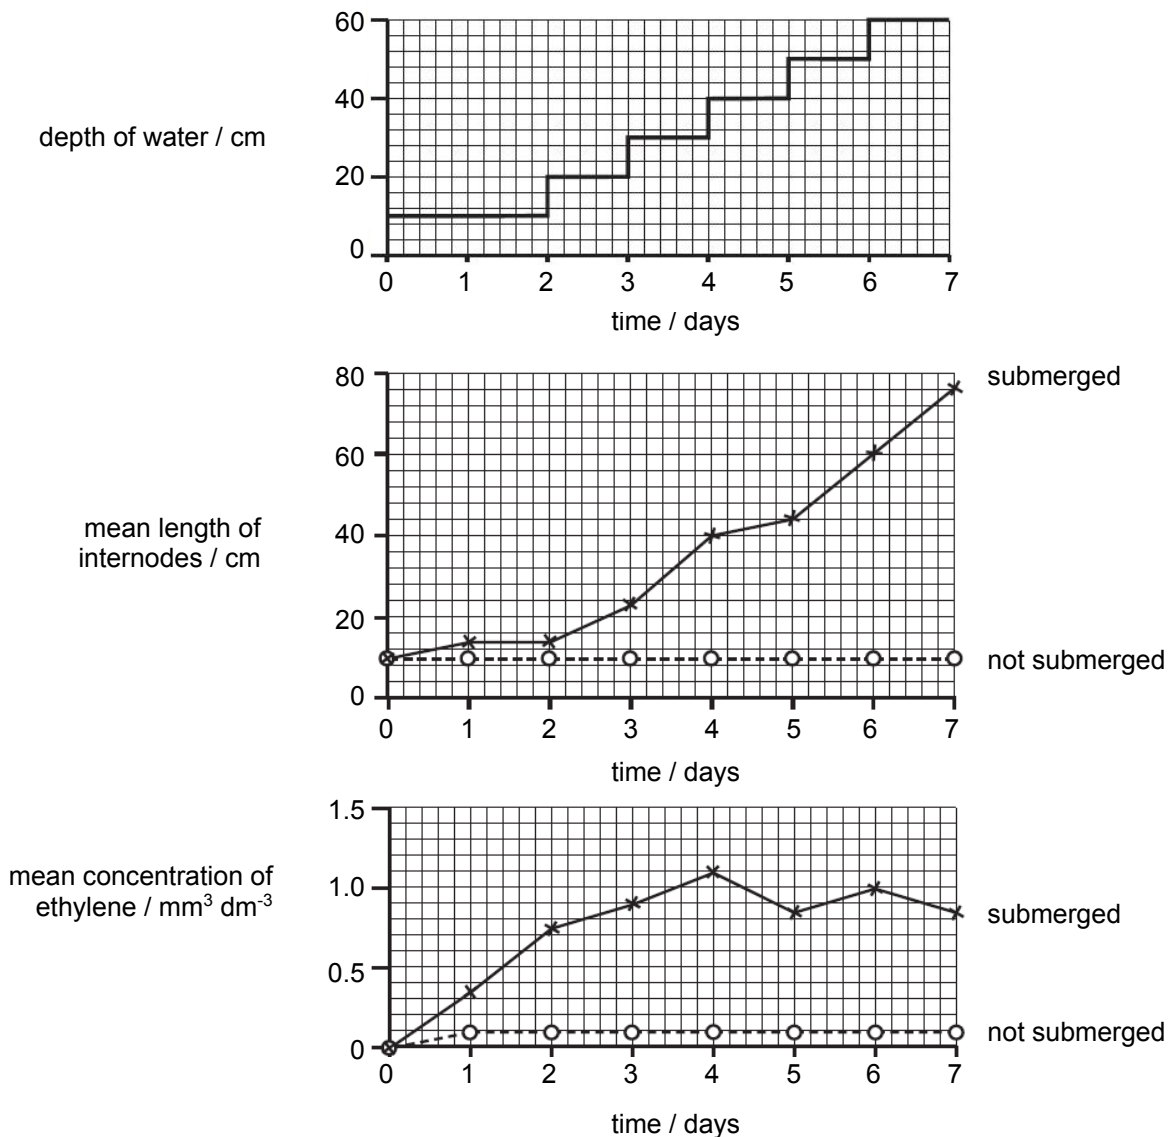 60
40
20
0
depth of water / cm
0 1 2 3 4 5 6 7
time / days
80
60
40
20
0
mean length of
internodes / cm
submerged
not submerged
0 1 2 3 4 5 6 7
time / days
1.5
1.0
0.5
0
mean concentration of
ethylene / mm³ dm⁻³
submerged
not submerged
0 1 2 3 4 5 6 7
time / days